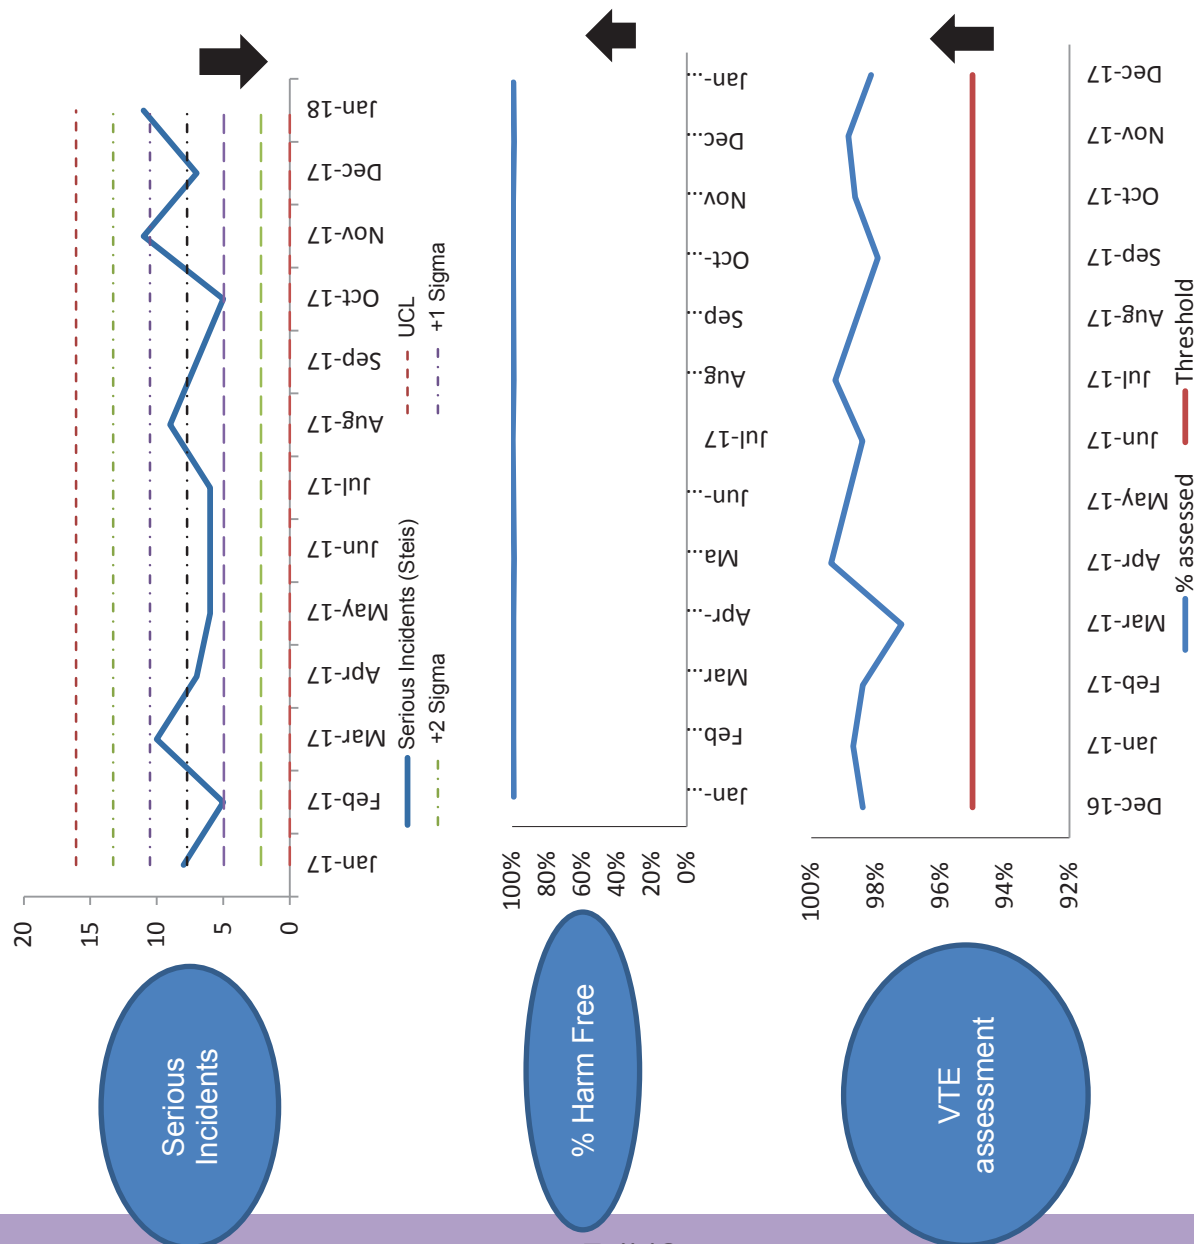 Serious
Incidents
20
15
10
5
0
Jan-17
Feb-17
Mar-17
Apr-17
May-17
Jun-17
Jul-17
Aug-17
Sep-17
Oct-17
Nov-17
Dec-17
Jan-18
Serious Incidents (Steis)
UCL
+2 Sigma
+1 Sigma
% Harm Free
100%
80%
60%
40%
20%
0%
Jan-...
Feb...
Mar...
Apr-...
Ma...
Jun-...
Jul-17
Aug...
Sep...
Oct-...
Nov...
Dec...
Jan-...
VTE
assessment
100%
98%
96%
94%
92%
Dec-16
Jan-17
Feb-17
Mar-17
Apr-17
May-17
Jun-17
Jul-17
Aug-17
Sep-17
Oct-17
Nov-17
Dec-17
% assessed
Threshold